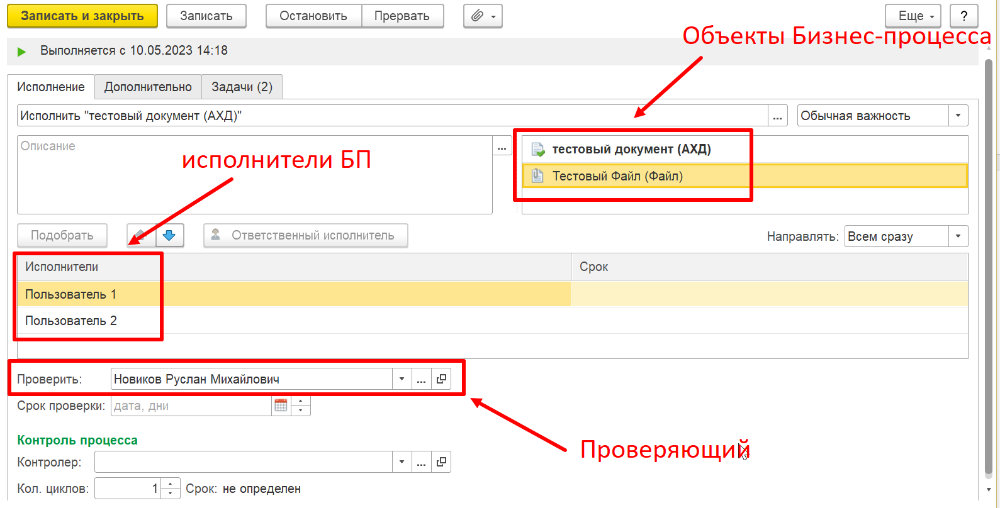 Записать и закрыть Записать Остановить Прервать Еще ?
Объекты Бизнес-процесса
Выполняется с 10.05.2023 14:18
Исполнение Дополнительно Задачи (2)
Исполнить "тестовый документ (АХД)" ... Обычная важность
Описание ...
исполнители БП
тестовый документ (АХД)
Тестовый Файл (Файл)
Подобрать Ответственный исполнитель Направлять: Всем сразу
Исполнители Срок
Пользователь 1
Пользователь 2
Проверить: Новиков Руслан Михайлович ...
Срок проверки: дата, дни
Контроль процесса
Проверяющий
Контролер: ...
Кол. циклов: 1 Срок: не определен